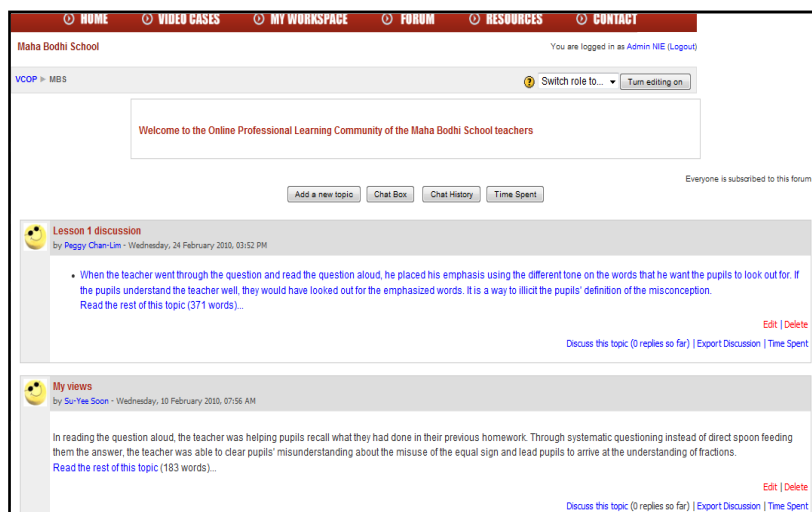 HOME VIDEO CASES MY WORKSPACE FORUM RESOURCES CONTACT
Maha Bodhi School You are logged in as Admin NIE (Logout)
VCOP ► MBS Switch role to... Turn editing on
Welcome to the Online Professional Learning Community of the Maha Bodhi School teachers
Everyone is subscribed to this forum
Add a new topic Chat Box Chat History Time Spent
Lesson 1 discussion
by Peggy Chan-Lim - Wednesday, 24 February 2010, 03:52 PM
• When the teacher went through the question and read the question aloud, he placed his emphasis using the different tone on the words that he want the pupils to look out for. If
the pupils understand the teacher well, they would have looked out for the emphasized words. It is a way to illicit the pupils' definition of the misconception.
Read the rest of this topic (371 words)...
Edit | Delete
Discuss this topic (0 replies so far) | Export Discussion | Time Spent
My views
by Su-Yee Soon - Wednesday, 10 February 2010, 07:56 AM
In reading the question aloud, the teacher was helping pupils recall what they had done in their previous homework. Through systematic questioning instead of direct spoon feeding
them the answer, the teacher was able to clear pupils' misunderstanding about the misuse of the equal sign and lead pupils to arrive at the understanding of fractions.
Read the rest of this topic (183 words)...
Edit | Delete
Discuss this topic (0 replies so far) | Export Discussion | Time Spent